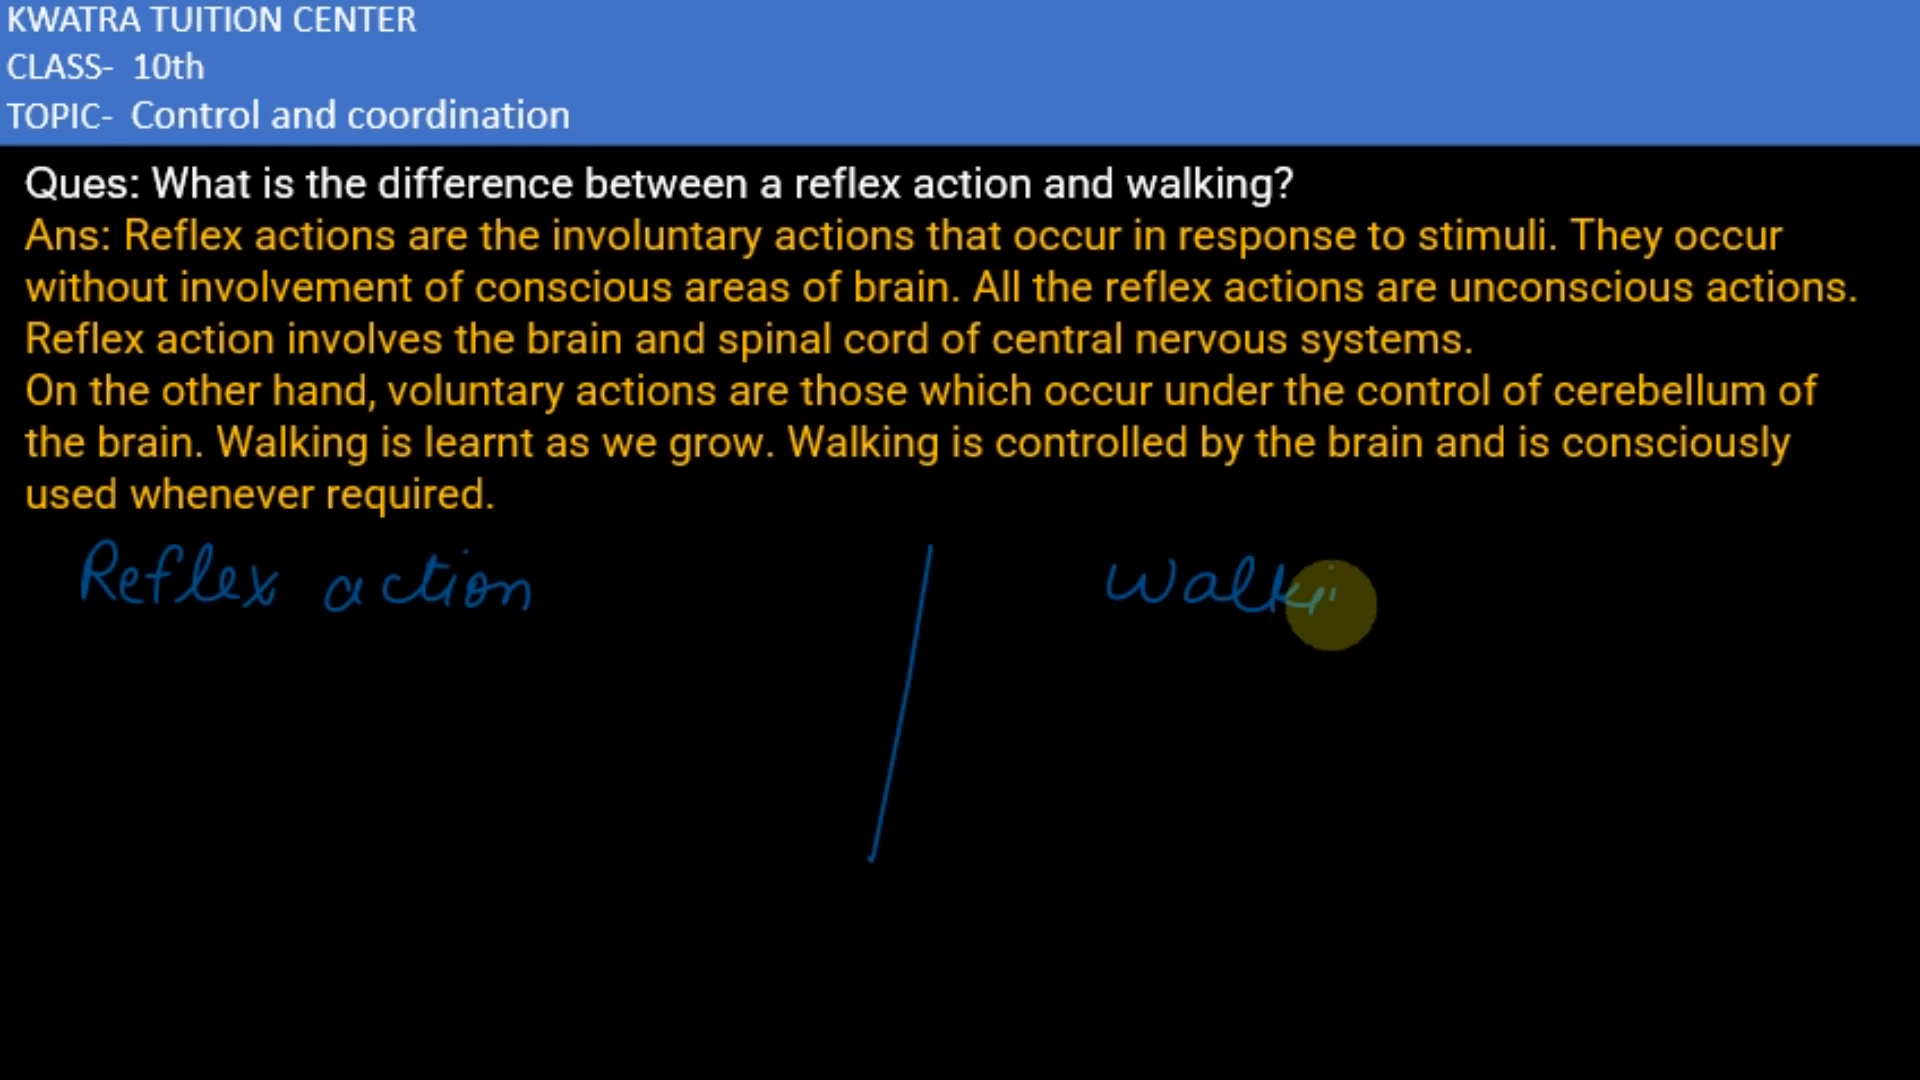 KWATRA TUITION CENTER
CLASS- 10th
TOPIC- Control and coordination
Ques: What is the difference between a reflex action and walking?
Ans: Reflex actions are the involuntary actions that occur in response to stimuli. They occur
without involvement of conscious areas of brain. All the reflex actions are unconscious actions.
Reflex action involves the brain and spinal cord of central nervous systems.
On the other hand, voluntary actions are those which occur under the control of cerebellum of
the brain. Walking is learnt as we grow. Walking is controlled by the brain and is consciously
used whenever required.
Reflex action Walki